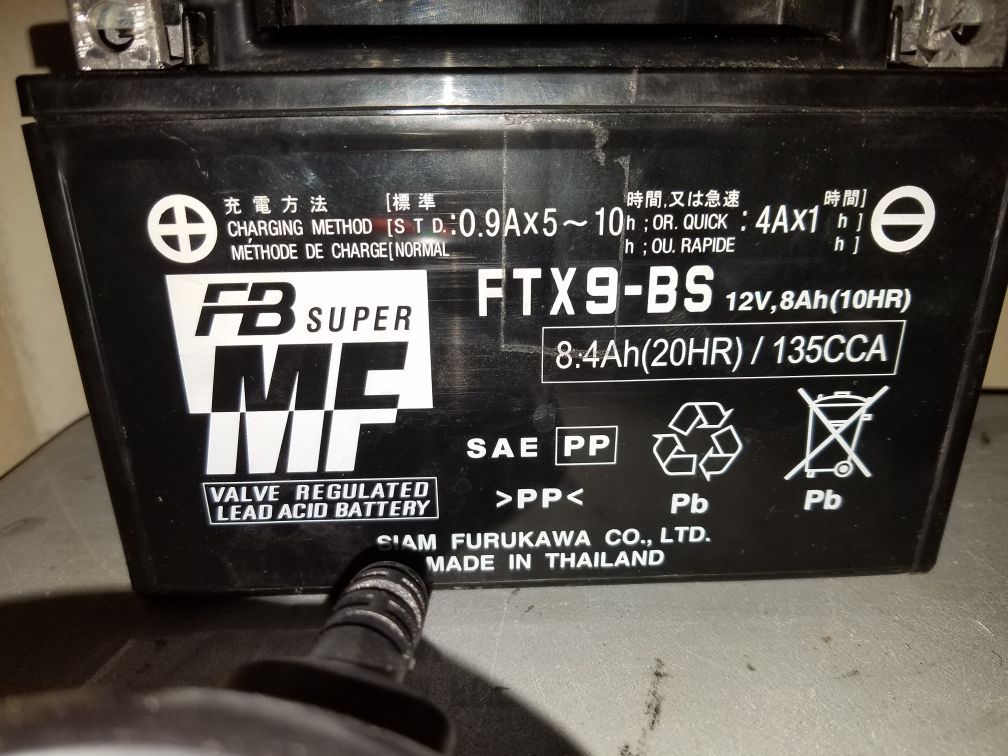 充電方法 [標準 時間,又は急速 時間]
CHARGING METHOD [S T D.:0.9A×5～10 h ;OR. QUICK : 4A×1 h ]
MÉTHODE DE CHARGE[NORMAL h ;OU. RAPIDE h ]
FB SUPER
MF
MF
FTX9-BS 12V,8Ah(10HR)
8.4Ah(20HR) / 135CCA
SAE PP
>PP<
Pb
Pb
VALVE REGULATED
LEAD ACID BATTERY
SIAM FURUKAWA CO., LTD.
MADE IN THAILAND